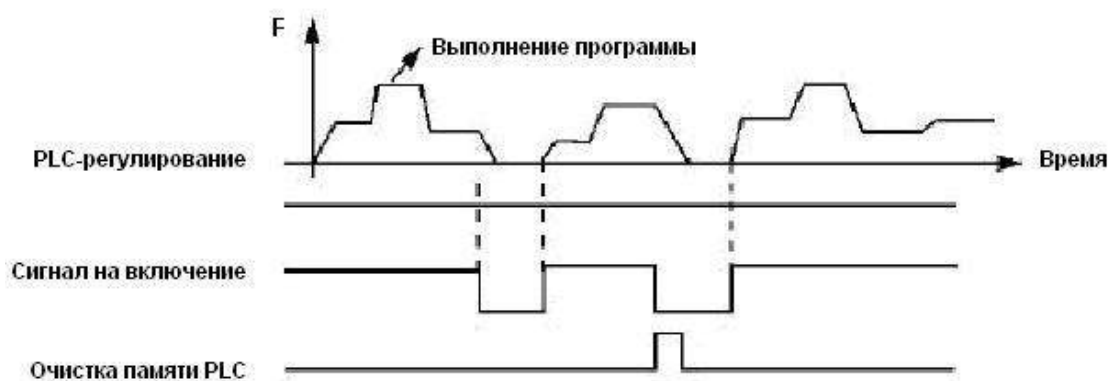 F
Выполнение программы
PLC-регулирование
Время
Сигнал на включение
Очистка памяти PLC